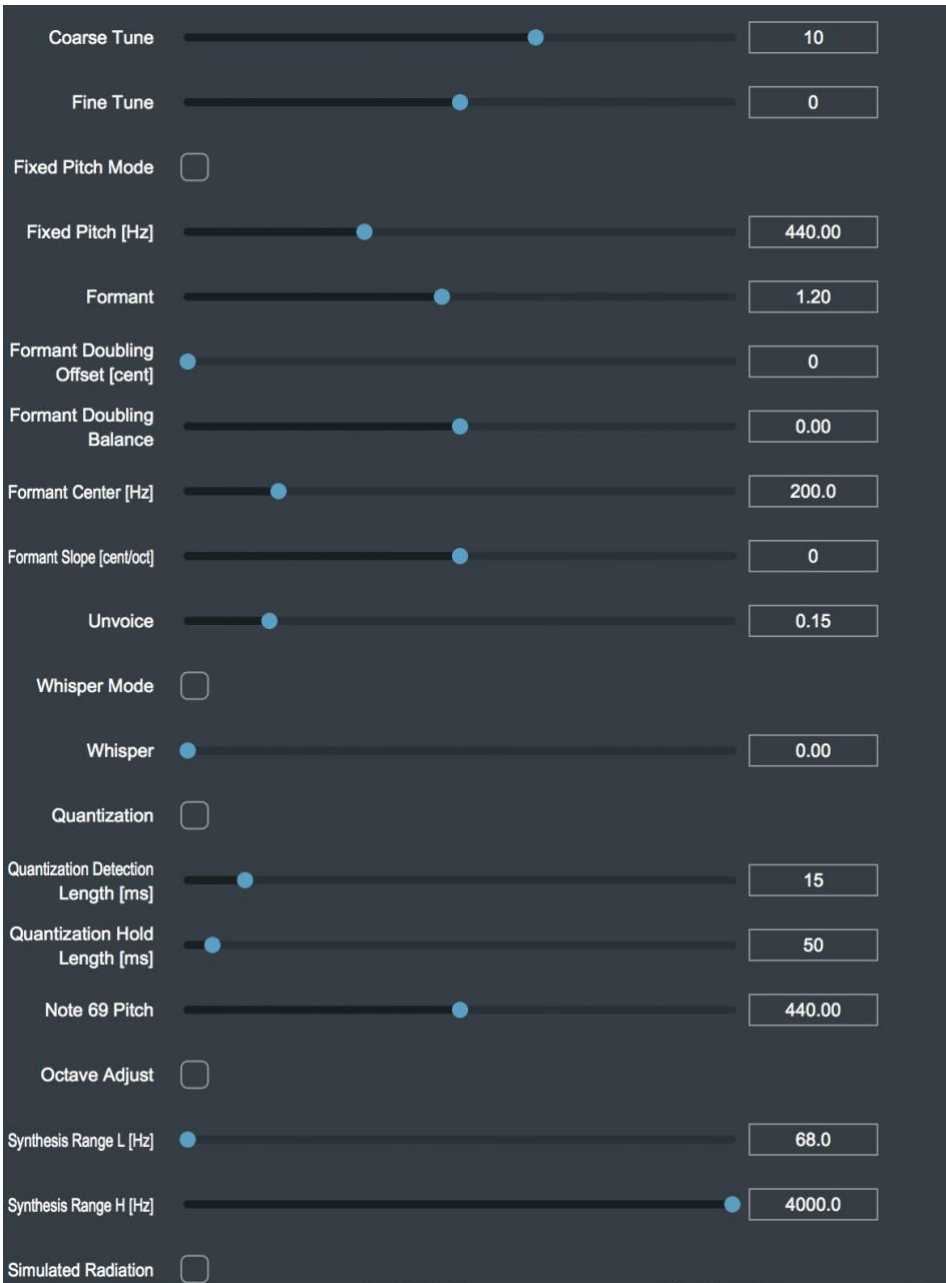 Coarse Tune 10
Fine Tune 0
Fixed Pitch Mode
Fixed Pitch [Hz] 440.00
Formant 1.20
Formant Doubling
Offset [cent] 0
Formant Doubling
Balance 0.00
Formant Center [Hz] 200.0
Formant Slope [cent/oct] 0
Unvoice 0.15
Whisper Mode
Whisper 0.00
Quantization
Quantization Detection
Length [ms] 15
Quantization Hold
Length [ms] 50
Note 69 Pitch 440.00
Octave Adjust
Synthesis Range L [Hz] 68.0
Synthesis Range H [Hz] 4000.0
Simulated Radiation